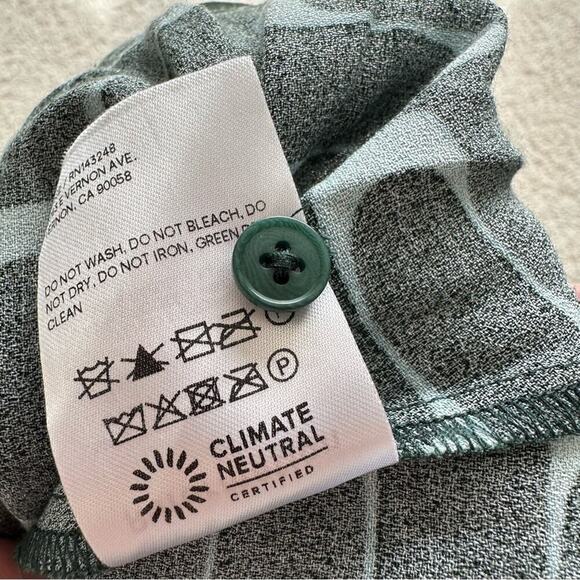 RN143248
E VERNON AVE.
NON, CA 90058
DO NOT WASH, DO NOT BLEACH, DO
NOT DRY, DO NOT IRON, GREEN
CLEAN
P
CLIMATE
NEUTRAL
CERTIFIED